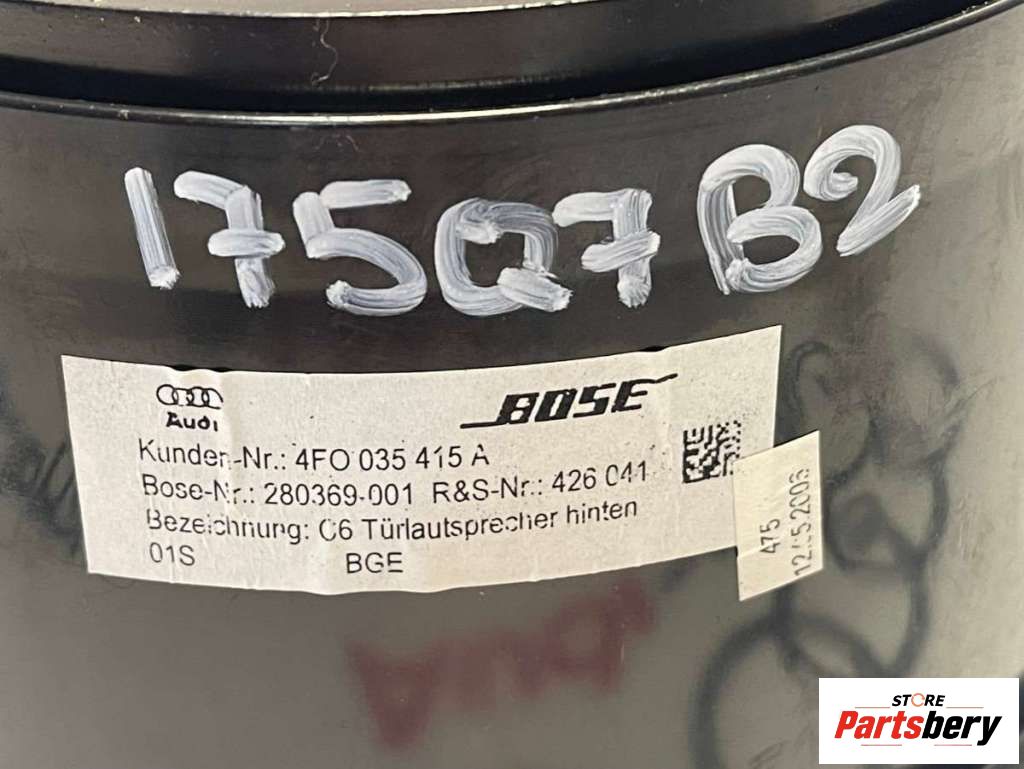 17507B2
Audi
BOSE
Kunden-Nr.: 4FO 035 415 A
Bose-Nr.: 280369-001 R&S-Nr.: 426 041
Bezeichnung: C6 Türlautsprecher hinten
01S BGE
475
STORE
Partsbery